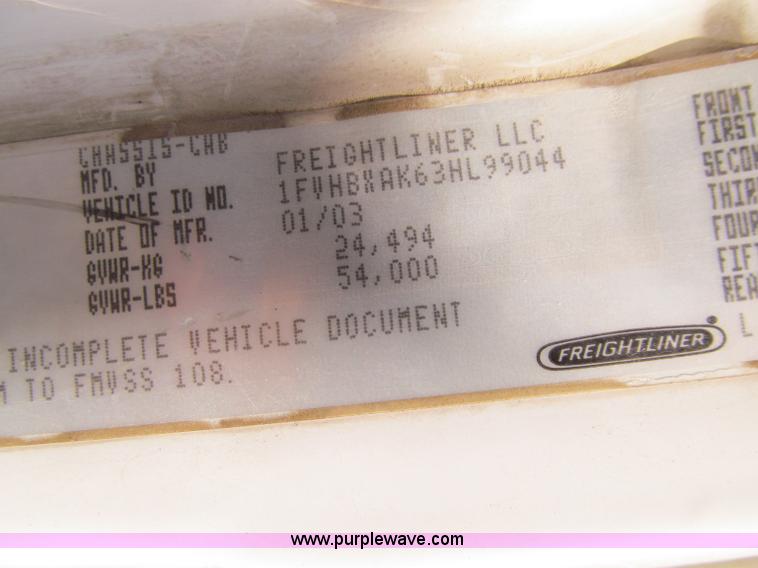 CHASSIS-CAB
MFD. BY FREIGHTLINER LLC
VEHICLE ID NO. 1FVHBXAK63HL99044
DATE OF MFR. 01/03
GVWR-KG 24,494
GVWR-LBS 54,000
INCOMPLETE VEHICLE DOCUMENT
M TO FMVSS 108.
FREIGHTLINER
FRONT
FIRST
SECON
THIR
FOUR
FIFT
REA
L
www.purplewave.com